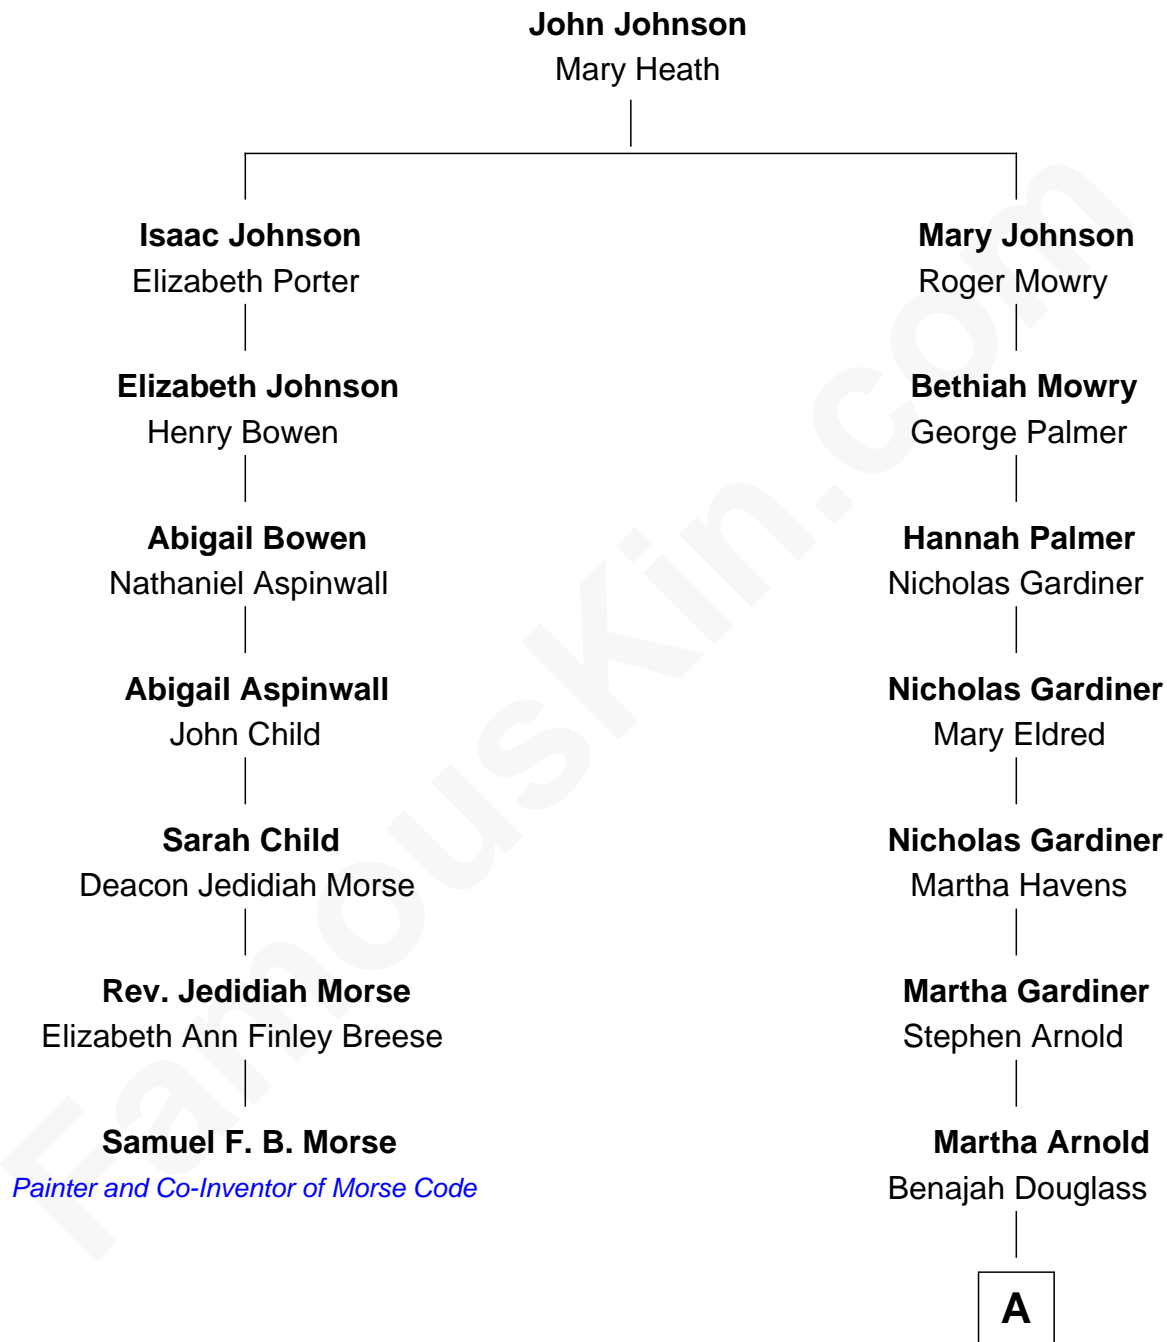 John Johnson
Mary Heath
Isaac Johnson
Elizabeth Porter
Mary Johnson
Roger Mowry
Elizabeth Johnson
Henry Bowen
Bethiah Mowry
George Palmer
Abigail Bowen
Nathaniel Aspinwall
Hannah Palmer
Nicholas Gardiner
Abigail Aspinwall
John Child
Nicholas Gardiner
Mary Eldred
Sarah Child
Deacon Jedidiah Morse
Nicholas Gardiner
Martha Havens
Rev. Jedidiah Morse
Elizabeth Ann Finley Breese
Martha Gardiner
Stephen Arnold
Samuel F. B. Morse
Painter and Co-Inventor of Morse Code
Martha Arnold
Benajah Douglass
A
FamousKin.com